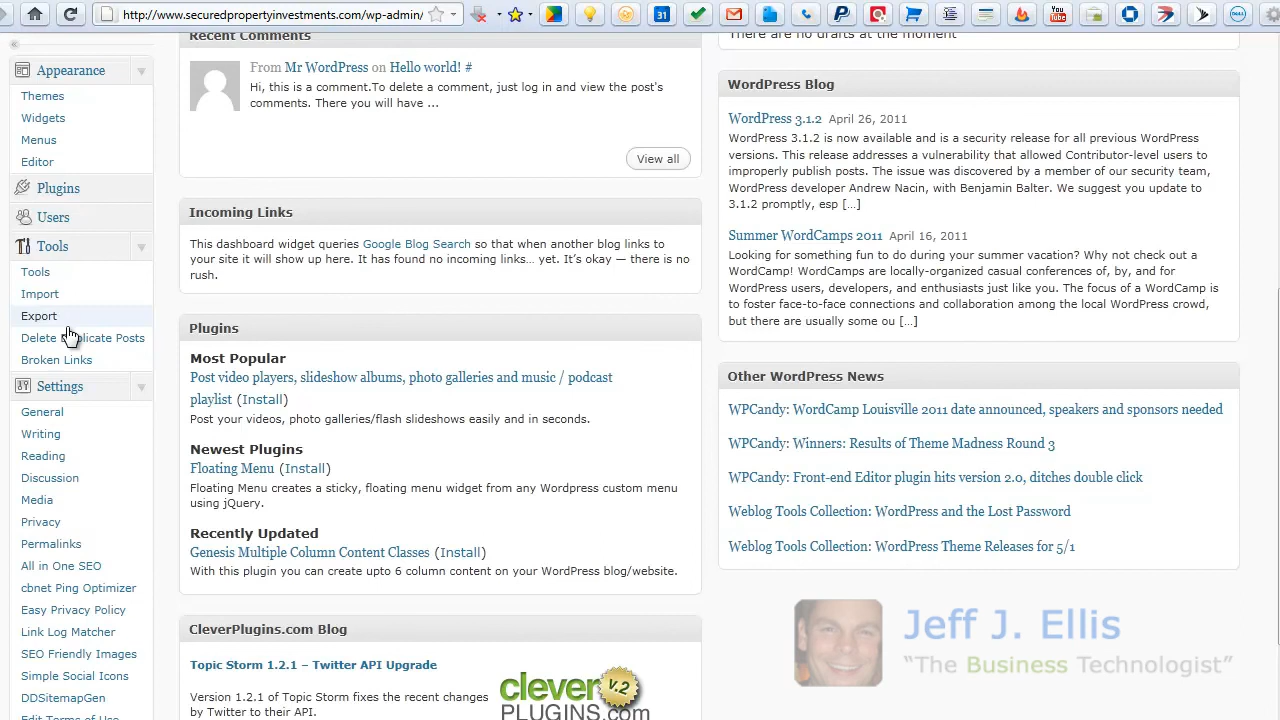 http://www.securedpropertyinvestments.com/wp-admin/
31
You
Tube
DELL
«
Appearance
Themes
Widgets
Menus
Editor
Plugins
Users
Tools
Tools
Import
Export
Delete Duplicate Posts
Broken Links
Settings
General
Writing
Reading
Discussion
Media
Privacy
Permalinks
All in One SEO
cbnet Ping Optimizer
Easy Privacy Policy
Link Log Matcher
SEO Friendly Images
Simple Social Icons
DDSitemapGen
Edit Terms of Use
Recent Comments
From Mr WordPress on Hello world! #
Hi, this is a comment.To delete a comment, just log in and view the post's
comments. There you will have ...
View all
Incoming Links
This dashboard widget queries Google Blog Search so that when another blog links to
your site it will show up here. It has found no incoming links… yet. It's okay — there is no
rush.
Plugins
Most Popular
Post video players, slideshow albums, photo galleries and music / podcast
playlist (Install)
Post your videos, photo galleries/flash slideshows easily and in seconds.
Newest Plugins
Floating Menu (Install)
Floating Menu creates a sticky, floating menu widget from any Wordpress custom menu
using jQuery.
Recently Updated
Genesis Multiple Column Content Classes (Install)
With this plugin you can create upto 6 column content on your WordPress blog/website.
CleverPlugins.com Blog
Topic Storm 1.2.1 – Twitter API Upgrade
Version 1.2.1 of Topic Storm fixes the recent changes
by Twitter to their API.
clever v.2
PLUGINS.com
There are no drafts at the moment
WordPress Blog
WordPress 3.1.2 April 26, 2011
WordPress 3.1.2 is now available and is a security release for all previous WordPress
versions. This release addresses a vulnerability that allowed Contributor-level users to
improperly publish posts. The issue was discovered by a member of our security team,
WordPress developer Andrew Nacin, with Benjamin Balter. We suggest you update to
3.1.2 promptly, esp […]
Summer WordCamps 2011 April 16, 2011
Looking for something fun to do during your summer vacation? Why not check out a
WordCamp! WordCamps are locally-organized casual conferences of, by, and for
WordPress users, developers, and enthusiasts just like you. The focus of a WordCamp is
to foster face-to-face connections and collaboration among the local WordPress crowd,
but there are usually some ou […]
Other WordPress News
WPCandy: WordCamp Louisville 2011 date announced, speakers and sponsors needed
WPCandy: Winners: Results of Theme Madness Round 3
WPCandy: Front-end Editor plugin hits version 2.0, ditches double click
Weblog Tools Collection: WordPress and the Lost Password
Weblog Tools Collection: WordPress Theme Releases for 5/1
Jeff J. Ellis
“The Business Technologist”